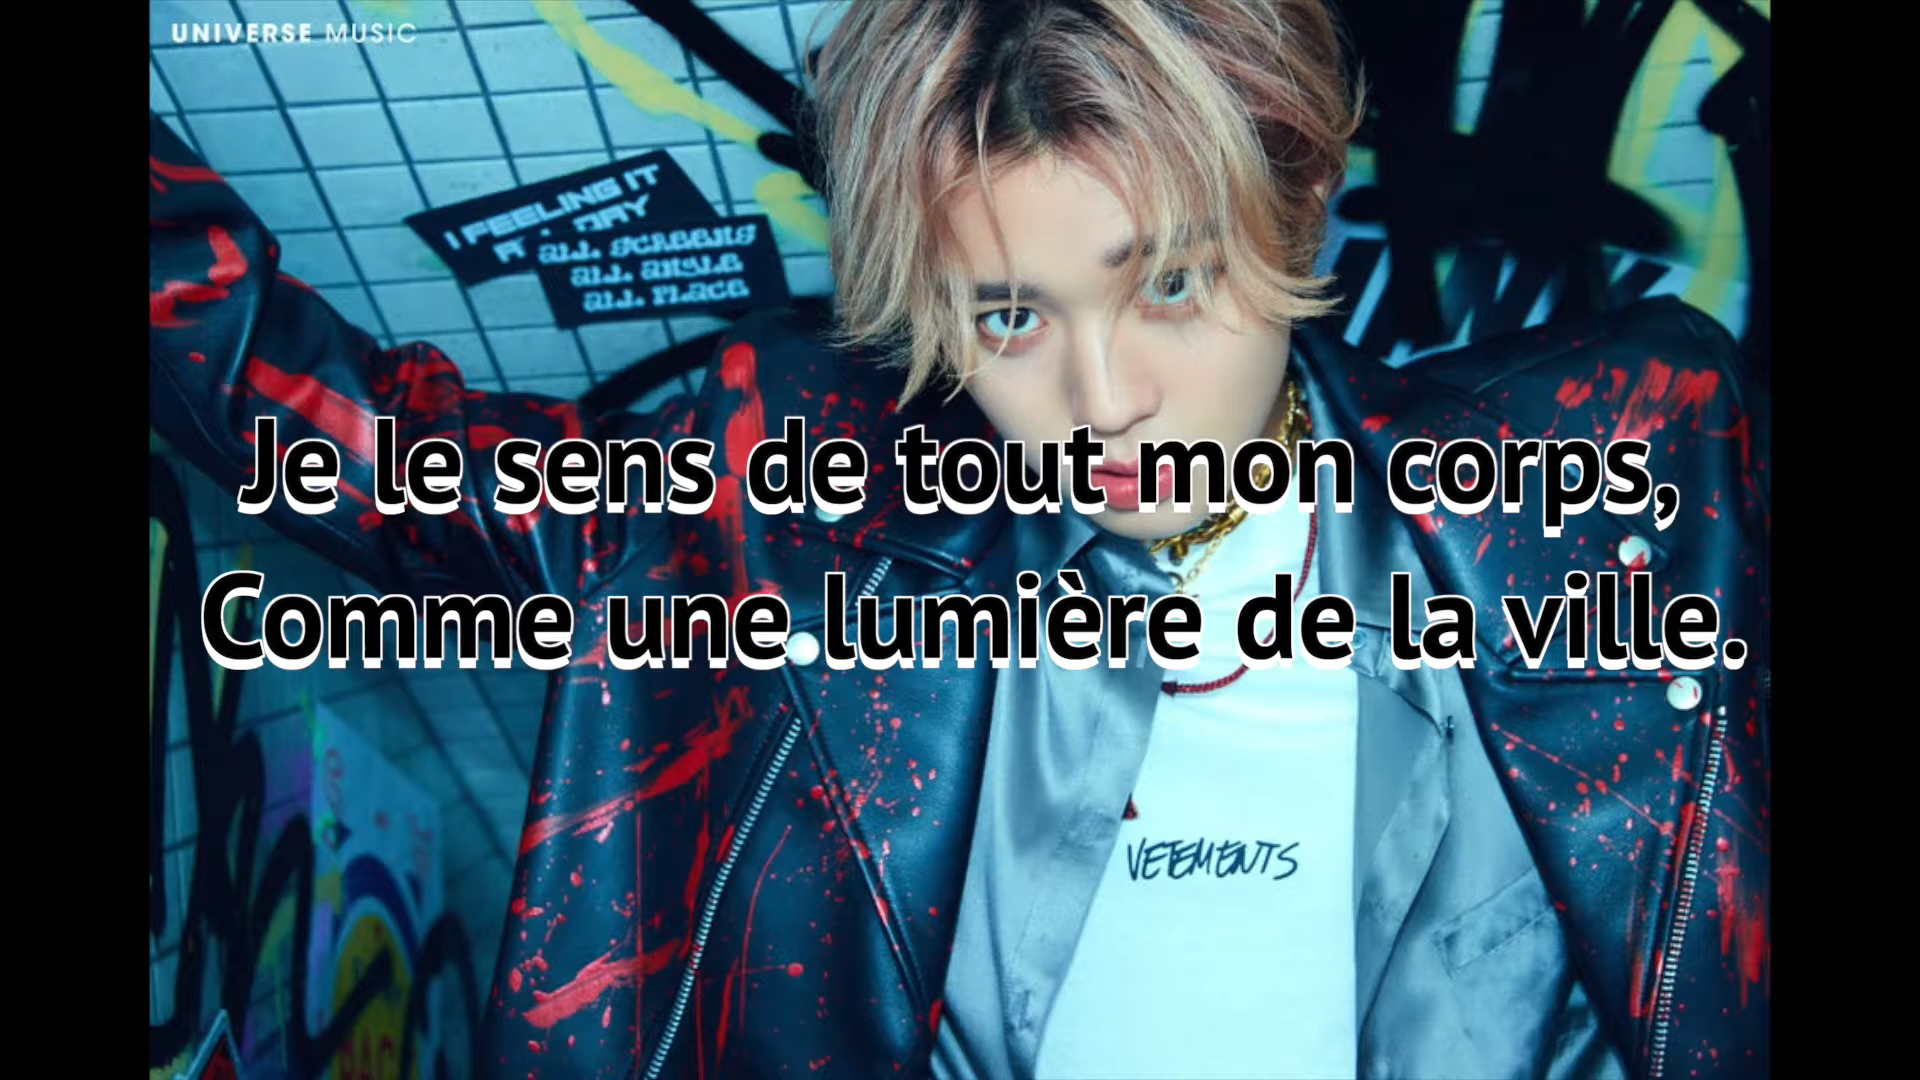 UNIVERSE MUSIC
I FEELING IT
ALL SCREENS
ALL ANGLE
ALL PLACE
Je le sens de tout mon corps,
Comme une lumière de la ville.
VETEMENTS